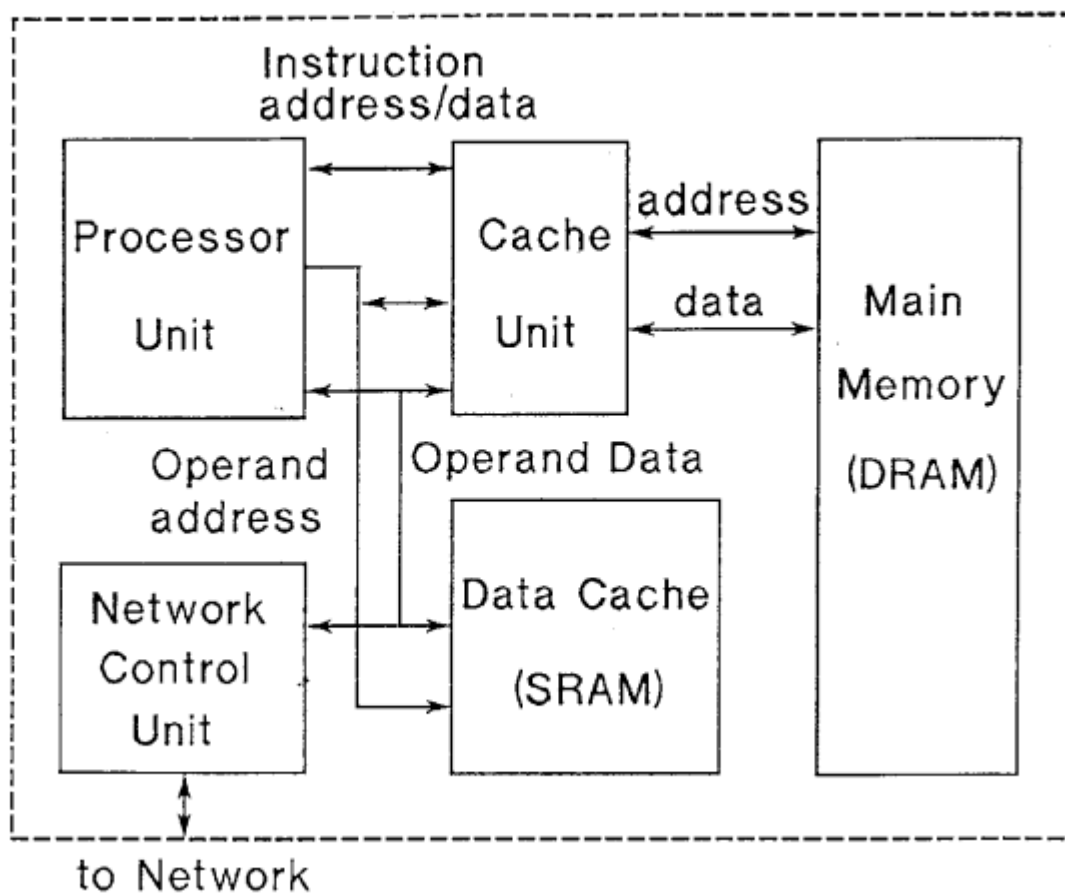 Instruction
address/data
Processor
Unit
Cache
Unit
address
data
Main
Memory
(DRAM)
Operand
address
Operand Data
Network
Control
Unit
Data Cache
(SRAM)
to Network